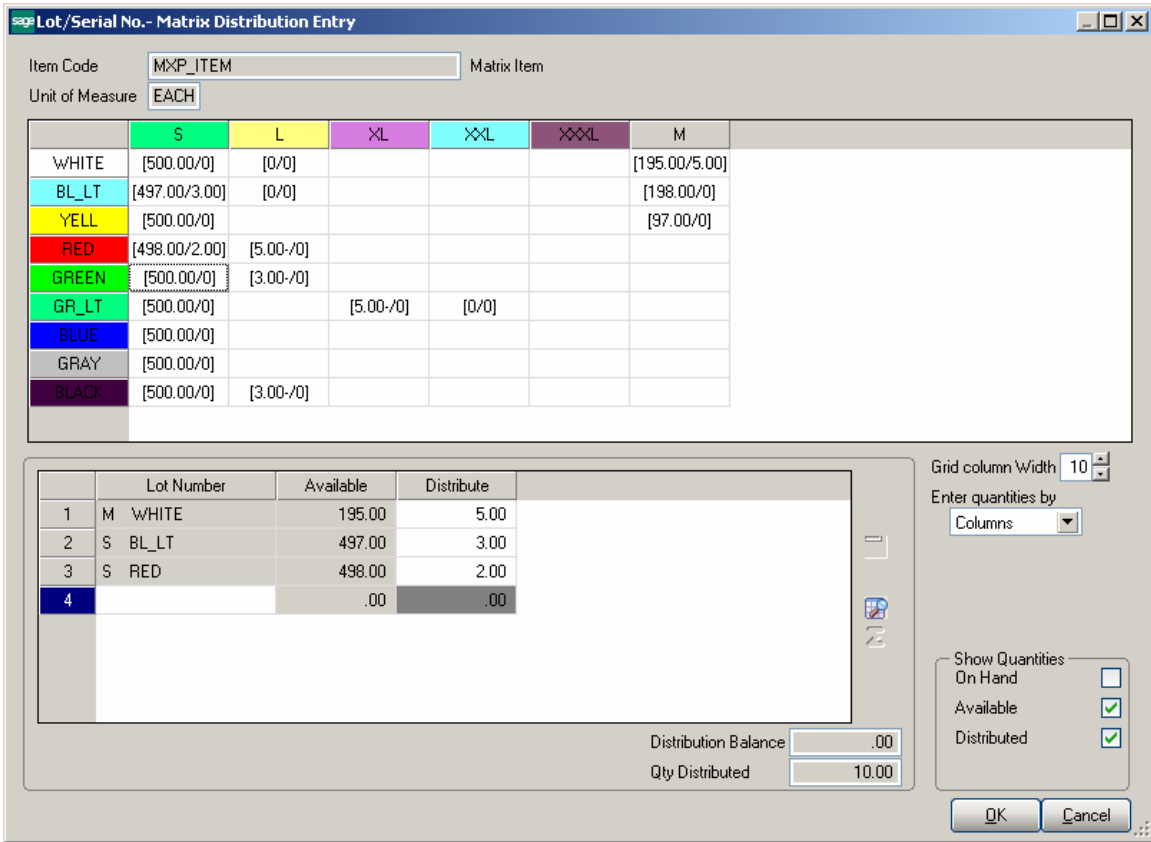 sage Lot/Serial No.- Matrix Distribution Entry
Item Code MXP_ITEM Matrix Item
Unit of Measure EACH
S L XL XXL XXXL M
WHITE [500.00/0] [0/0] [195.00/5.00]
BL_LT [497.00/3.00] [0/0] [198.00/0]
YELL [500.00/0] [97.00/0]
RED [498.00/2.00] [5.00-/0]
GREEN [500.00/0] [3.00-/0]
GR_LT [500.00/0] [5.00-/0] [0/0]
BLUE [500.00/0]
GRAY [500.00/0]
BLACK [500.00/0] [3.00-/0]
Grid column Width 10
Enter quantities by
Columns
Lot Number Available Distribute
1 M WHITE 195.00 5.00
2 S BL_LT 497.00 3.00
3 S RED 498.00 2.00
4 .00 .00
Show Quantities
On Hand
Available
Distributed
Distribution Balance .00
Qty Distributed 10.00
OK Cancel